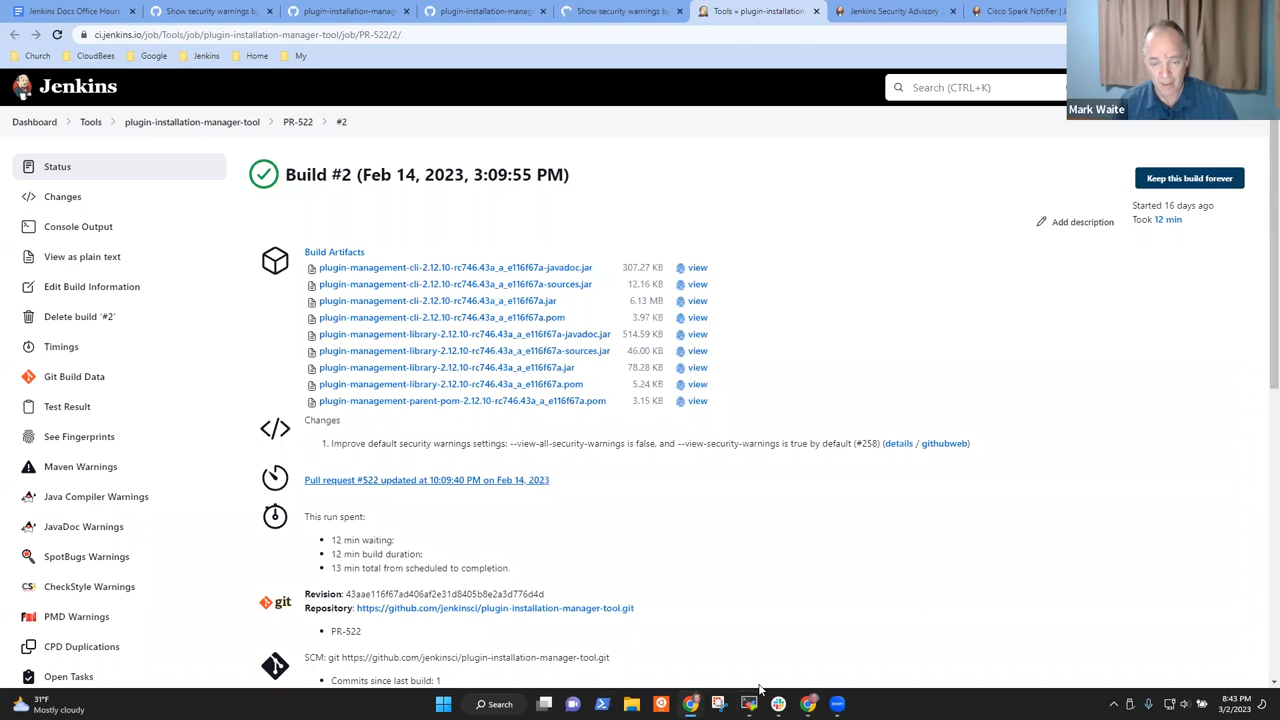 Show security warnings b
plugin-installation-mana
plugin-installation-mana
Show security warnings b
Tools » plugin-installation
Jenkins Security Advisory
Cisco Spark Notifier | J
ci.jenkins.io/job/Tools/job/plugin-installation-manager-tool/job/PR-522/2/
Church CloudBees Google Jenkins Home My
Jenkins
Search (CTRL+K)
Mark Waite
Dashboard Tools plugin-installation-manager-tool PR-522 #2
Status
Changes
Console Output
View as plain text
Edit Build Information
Delete build '#2'
Timings
Git Build Data
Test Result
See Fingerprints
Maven Warnings
Java Compiler Warnings
JavaDoc Warnings
SpotBugs Warnings
CheckStyle Warnings
PMD Warnings
CPD Duplications
Open Tasks
Build #2 (Feb 14, 2023, 3:09:55 PM)
Keep this build forever
Started 16 days ago
Took 12 min
Add description
Build Artifacts
plugin-management-cli-2.12.10-rc746.43a_a_e116f67a-javadoc.jar 307.27 KB view
plugin-management-cli-2.12.10-rc746.43a_a_e116f67a-sources.jar 12.16 KB view
plugin-management-cli-2.12.10-rc746.43a_a_e116f67a.jar 6.13 MB view
plugin-management-cli-2.12.10-rc746.43a_a_e116f67a.pom 3.97 KB view
plugin-management-library-2.12.10-rc746.43a_a_e116f67a-javadoc.jar 514.59 KB view
plugin-management-library-2.12.10-rc746.43a_a_e116f67a-sources.jar 46.00 KB view
plugin-management-library-2.12.10-rc746.43a_a_e116f67a.jar 78.28 KB view
plugin-management-library-2.12.10-rc746.43a_a_e116f67a.pom 5.24 KB view
plugin-management-parent-pom-2.12.10-rc746.43a_a_e116f67a.pom 3.15 KB view
Changes
1. Improve default security warnings settings: --view-all-security-warnings is false, and --view-security-warnings is true by default (#258) (details / githubweb)
Pull request #522 updated at 10:09:40 PM on Feb 14, 2023
This run spent:
12 min waiting;
12 min build duration;
13 min total from scheduled to completion.
git
Revision: 43aae116f67ad406af2e31d8405b8e2a3d776d4d
Repository: https://github.com/jenkinsci/plugin-installation-manager-tool.git
PR-522
SCM: git https://github.com/jenkinsci/plugin-installation-manager-tool.git
Commits since last build: 1
31°F
Mostly cloudy
Search
8:43 PM
3/2/2023